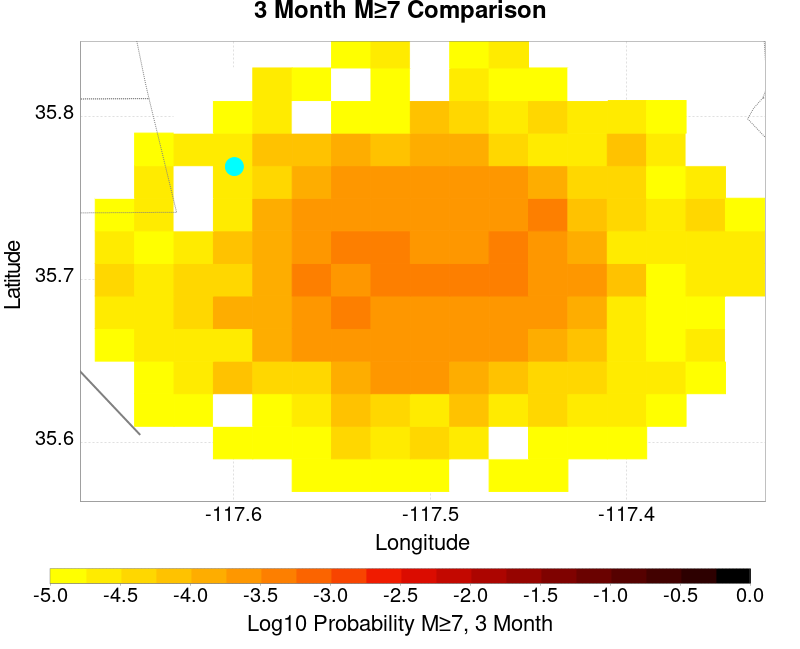 3 Month M≥7 Comparison
35.8
35.7
35.6
Latitude
-117.6 -117.5 -117.4
Longitude
-5.0 -4.5 -4.0 -3.5 -3.0 -2.5 -2.0 -1.5 -1.0 -0.5 0.0
Log10 Probability M≥7, 3 Month